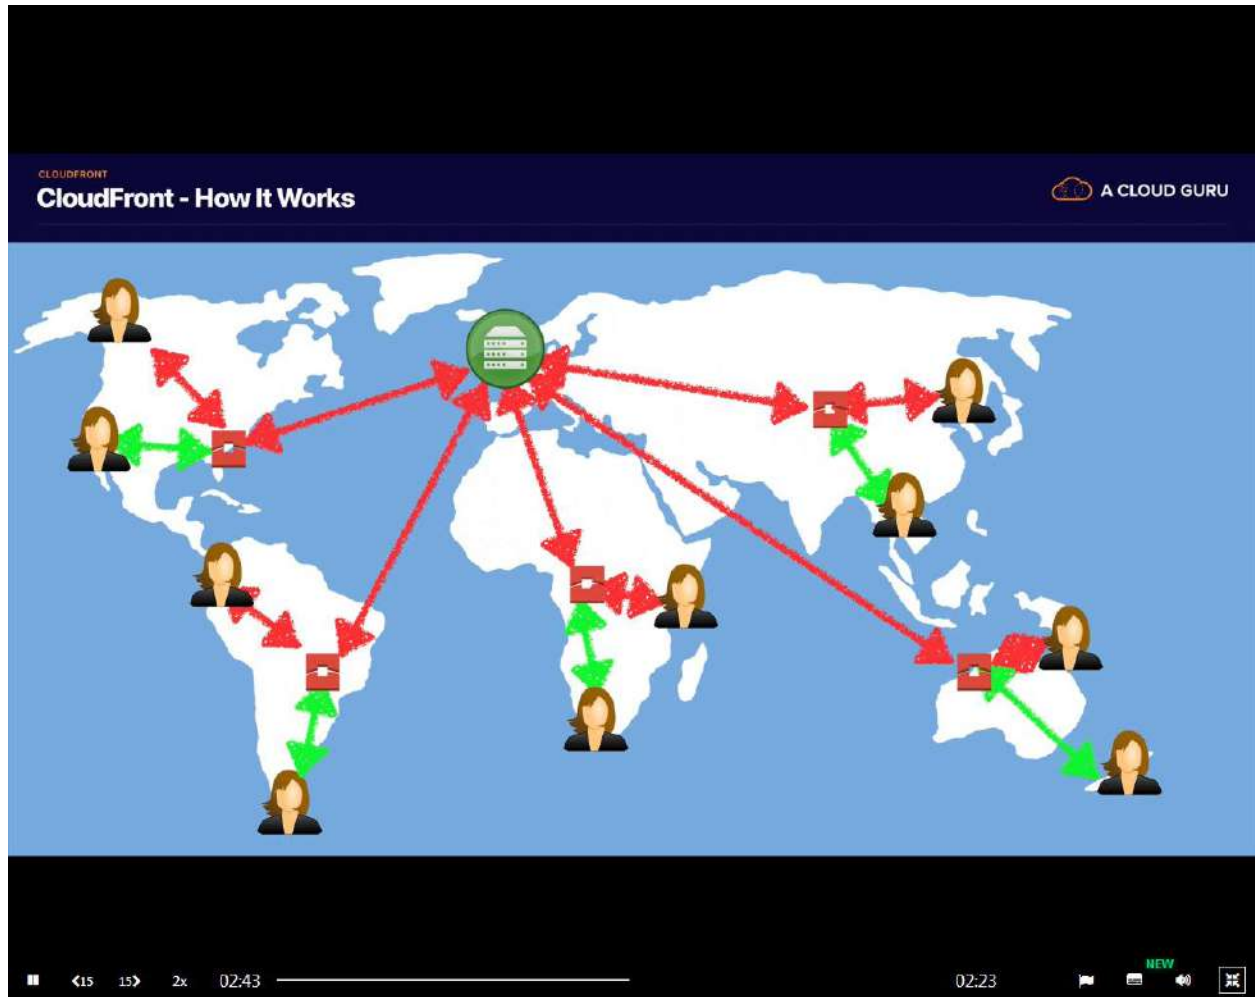 CLOUDFRONT
CloudFront - How It Works
A CLOUD GURU
15
15
2x
02:43
02:23
NEW